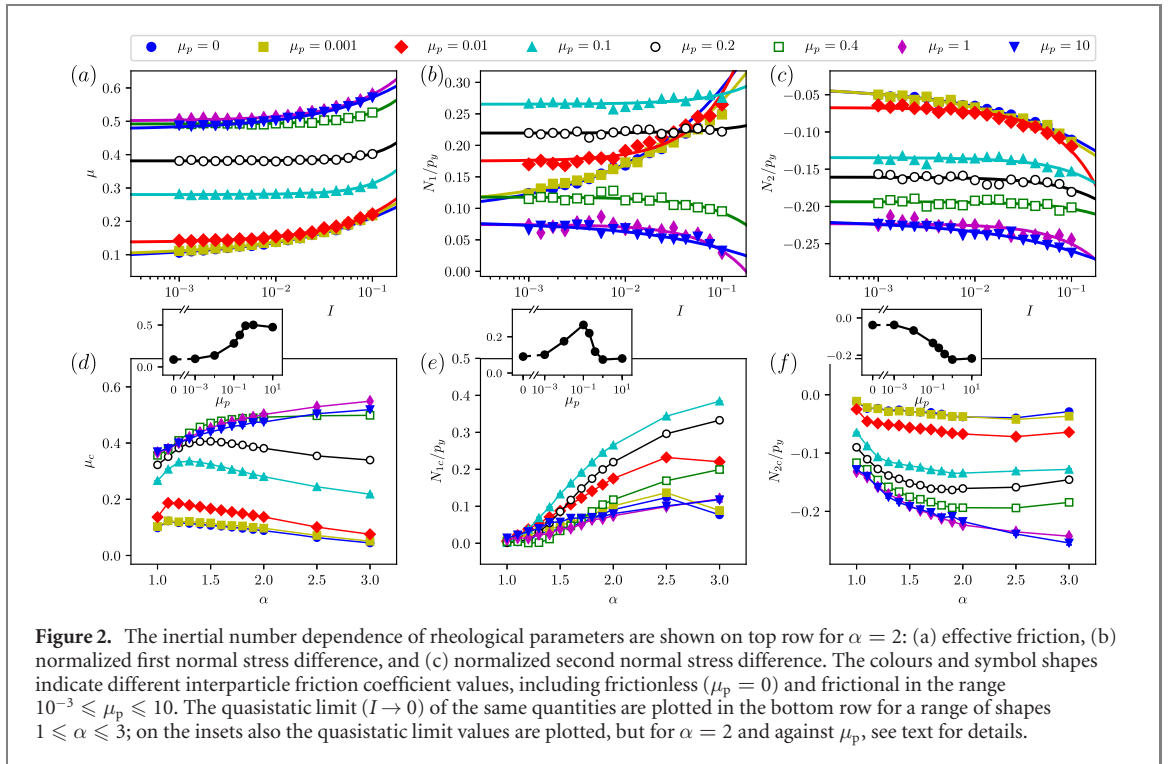 μp = 0 μp = 0.001 μp = 0.01 μp = 0.1 μp = 0.2 μp = 0.4 μp = 1 μp = 10
(a) (b) (c)
0.6
0.5
0.4
0.3
0.2
0.1
μ
10⁻³ 10⁻² 10⁻¹
I
0.30
0.25
0.20
0.15
0.10
0.05
0.00
N₁/p_y
10⁻³ 10⁻² 10⁻¹
I
−0.05
−0.10
−0.15
−0.20
−0.25
N₂/p_y
10⁻³ 10⁻² 10⁻¹
I
0.5
0.0
0 10⁻³ 10⁻¹ 10¹
μp
0.2
0.0
0 10⁻³ 10⁻¹ 10¹
μp
−0.0
−0.2
0 10⁻³ 10⁻¹ 10¹
μp
(d) (e) (f)
0.6
0.4
0.2
0.0
μ_c
1.0 1.5 2.0 2.5 3.0
α
0.5
0.4
0.3
0.2
0.1
0.0
N₁c/p_y
1.0 1.5 2.0 2.5 3.0
α
0.0
−0.1
−0.2
N₂c/p_y
1.0 1.5 2.0 2.5 3.0
α
Figure 2. The inertial number dependence of rheological parameters are shown on top row for α = 2: (a) effective friction, (b)
normalized first normal stress difference, and (c) normalized second normal stress difference. The colours and symbol shapes
indicate different interparticle friction coefficient values, including frictionless (μp = 0) and frictional in the range
10⁻³ ⩽ μp ⩽ 10. The quasistatic limit (I → 0) of the same quantities are plotted in the bottom row for a range of shapes
1 ⩽ α ⩽ 3; on the insets also the quasistatic limit values are plotted, but for α = 2 and against μp, see text for details.